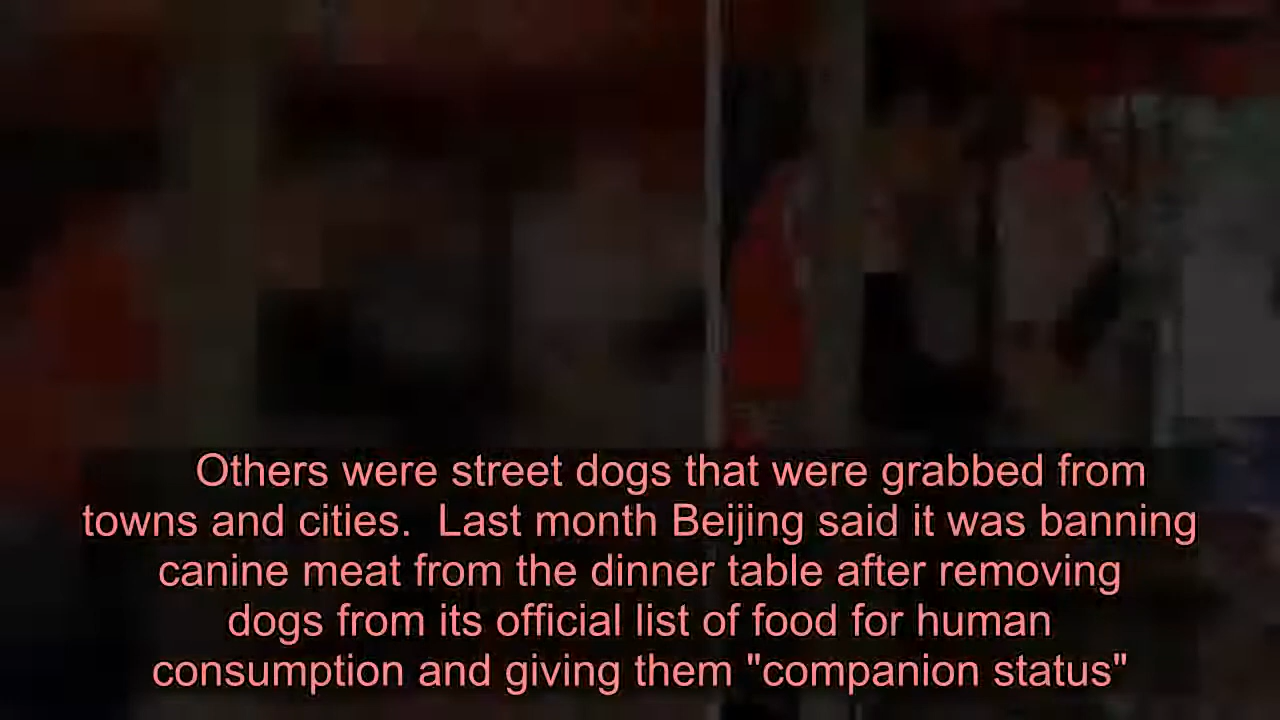 Others were street dogs that were grabbed from
towns and cities.  Last month Beijing said it was banning
canine meat from the dinner table after removing
dogs from its official list of food for human
consumption and giving them "companion status"